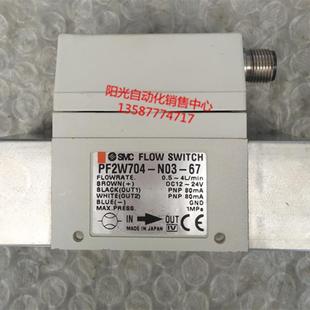 阳光自动化销售中心
13587774717
SMC FLOW SWITCH
PF2W704-N03-67
FLOWRATE. 0.5~4L/min
BROWN(+) DC12~24V
BLACK(OUT1) PNP 80mA
WHITE(OUT2) PNP 80mA
BLUE(-) GND
MAX.PRESS. 1MPa
IN OUT
MADE IN JAPAN IV